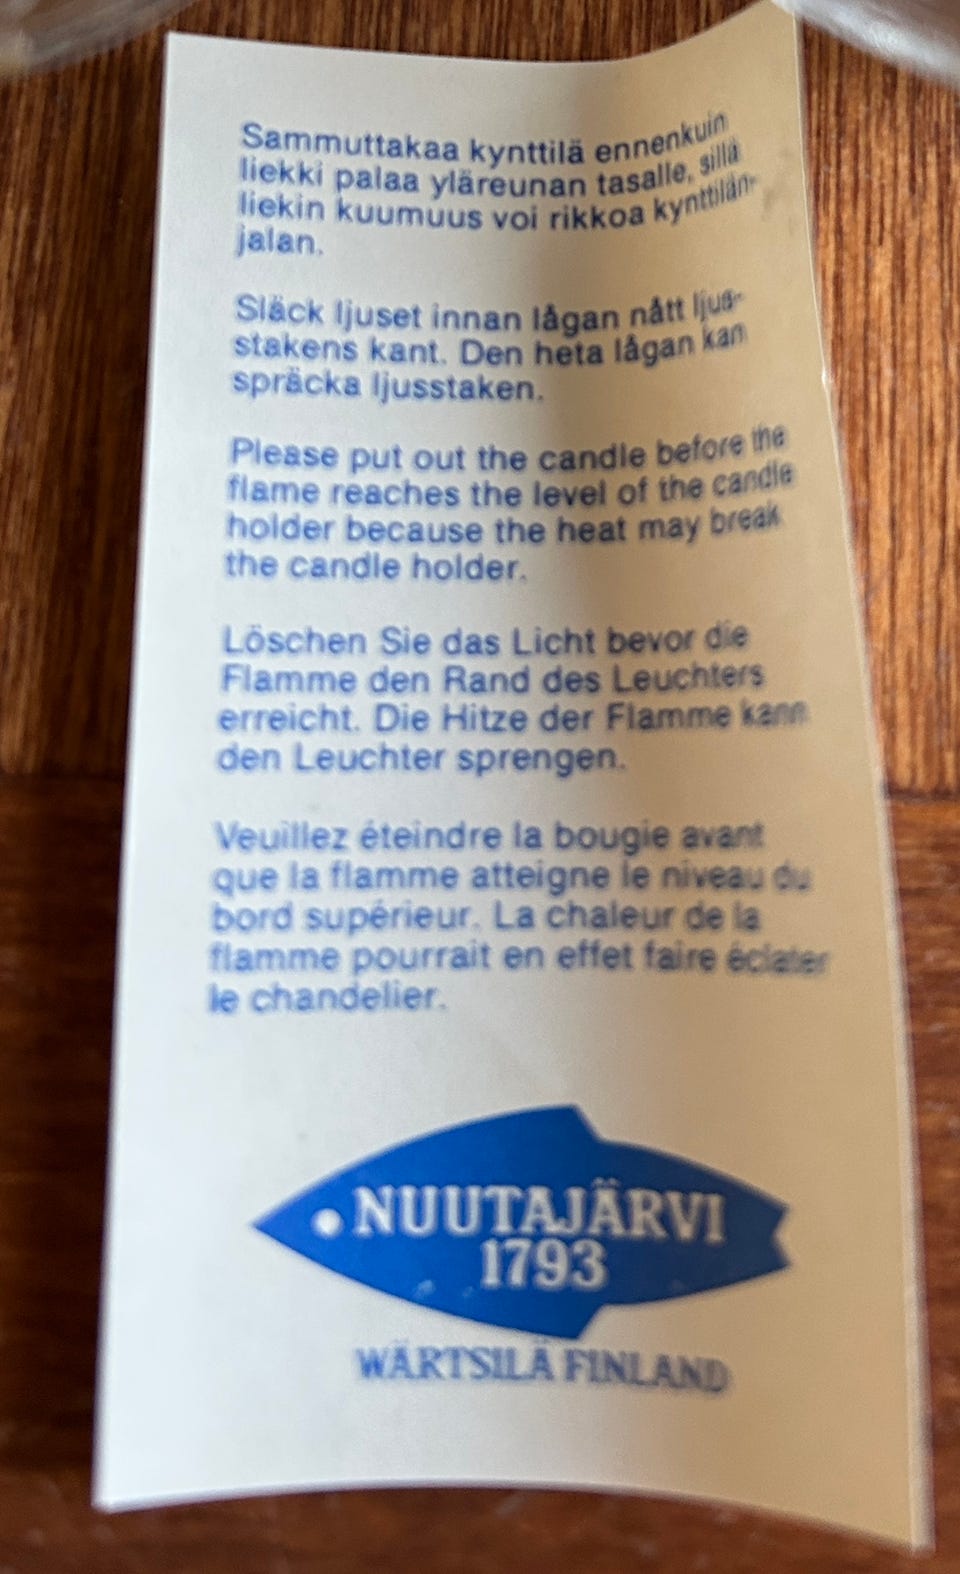 Sammuttakaa kynttilä ennenkuin
liekki palaa yläreunan tasalle, sillä
liekin kuumuus voi rikkoa kynttilän-
jalan.
Släck ljuset innan lågan nått ljus-
stakens kant. Den heta lågan kan
spräcka ljusstaken.
Please put out the candle before the
flame reaches the level of the candle
holder because the heat may break
the candle holder.
Löschen Sie das Licht bevor die
Flamme den Rand des Leuchters
erreicht. Die Hitze der Flamme kann
den Leuchter sprengen.
Veuillez éteindre la bougie avant
que la flamme atteigne le niveau du
bord supérieur. La chaleur de la
flamme pourrait en effet faire éclater
le chandelier.
NUUTAJÄRVI
1793
WÄRTSILÄ FINLAND